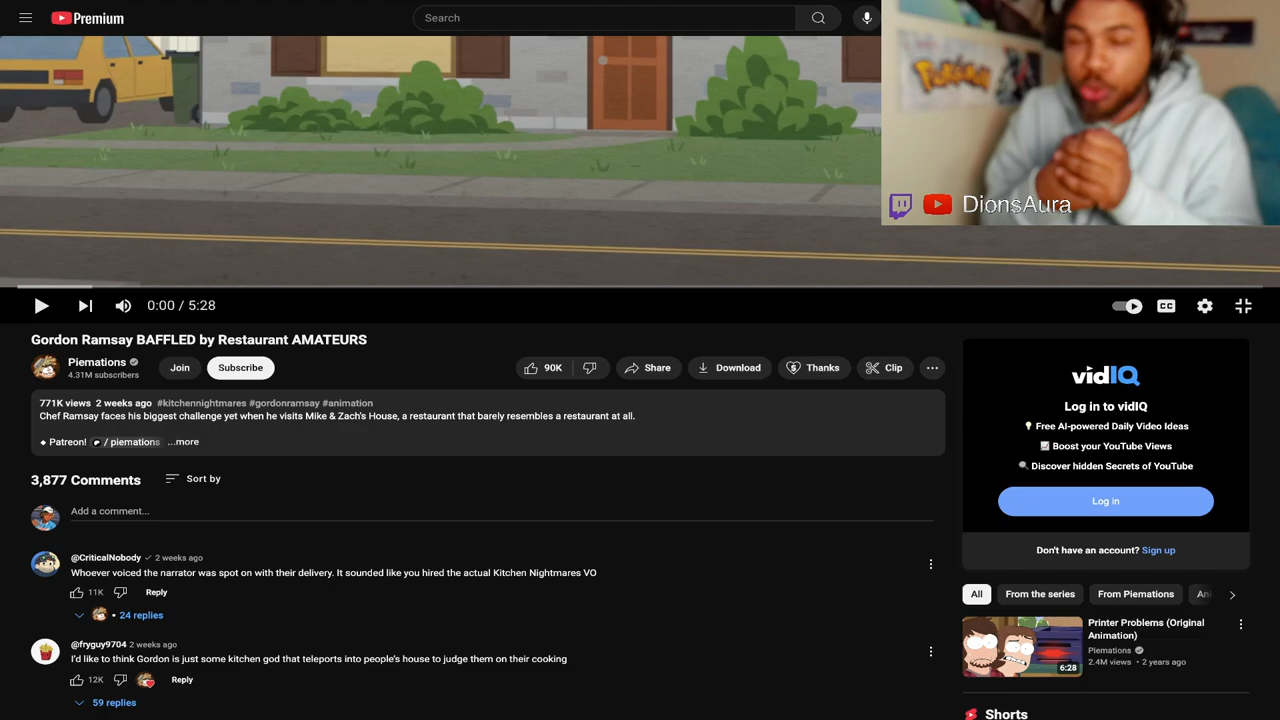 Premium
Search
POKéMON
DionsAura
0:00 / 5:28
CC
Gordon Ramsay BAFFLED by Restaurant AMATEURS
Piemations
4.31M subscribers
Join
Subscribe
90K
Share
Download
Thanks
Clip
771K views 2 weeks ago #kitchennightmares #gordonramsay #animation
Chef Ramsay faces his biggest challenge yet when he visits Mike & Zach's House, a restaurant that barely resembles a restaurant at all.
◆ Patreon! / piemations ...more
3,877 Comments
Sort by
Add a comment...
@CriticalNobody 2 weeks ago
Whoever voiced the narrator was spot on with their delivery. It sounded like you hired the actual Kitchen Nightmares VO
11K Reply
• 24 replies
@fryguy9704 2 weeks ago
I'd like to think Gordon is just some kitchen god that teleports into people's house to judge them on their cooking
12K Reply
59 replies
vidIQ
Log in to vidIQ
Free AI-powered Daily Video Ideas
Boost your YouTube Views
Discover hidden Secrets of YouTube
Log in
Don't have an account? Sign up
All
From the series
From Piemations
Printer Problems (Original
Animation)
Piemations
2.4M views • 2 years ago
6:28
Shorts